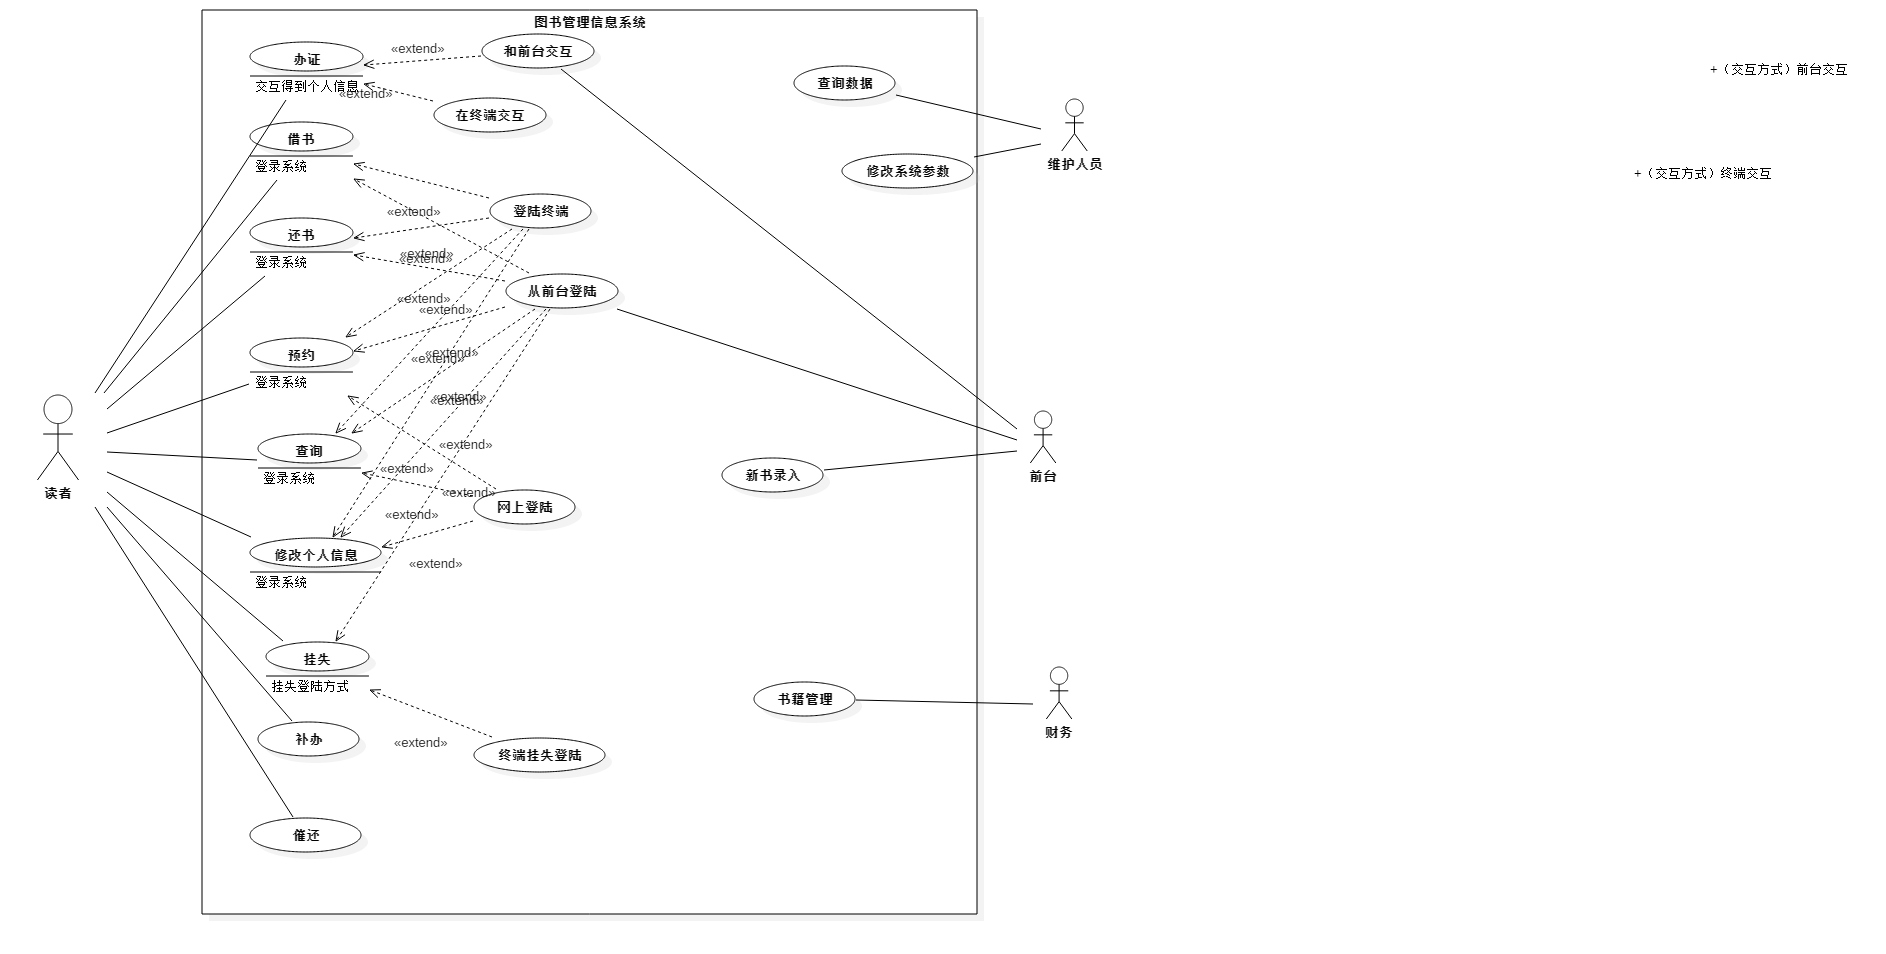 图书管理信息系统
办证
交互得到个人信息
«extend»
和前台交互
«extend»
在终端交互
查询数据
+（交互方式）前台交互
维护人员
修改系统参数
+（交互方式）终端交互
借书
登录系统
登陆终端
«extend»
还书
登录系统
«extend»
«extend»
从前台登陆
«extend»
«extend»
预约
登录系统
«extend»
«extend»
«extend»
«extend»
查询
登录系统
«extend»
«extend»
«extend»
网上登陆
«extend»
读者
新书录入
前台
修改个人信息
登录系统
«extend»
挂失
挂失登陆方式
书籍管理
财务
补办
«extend»
终端挂失登陆
催还